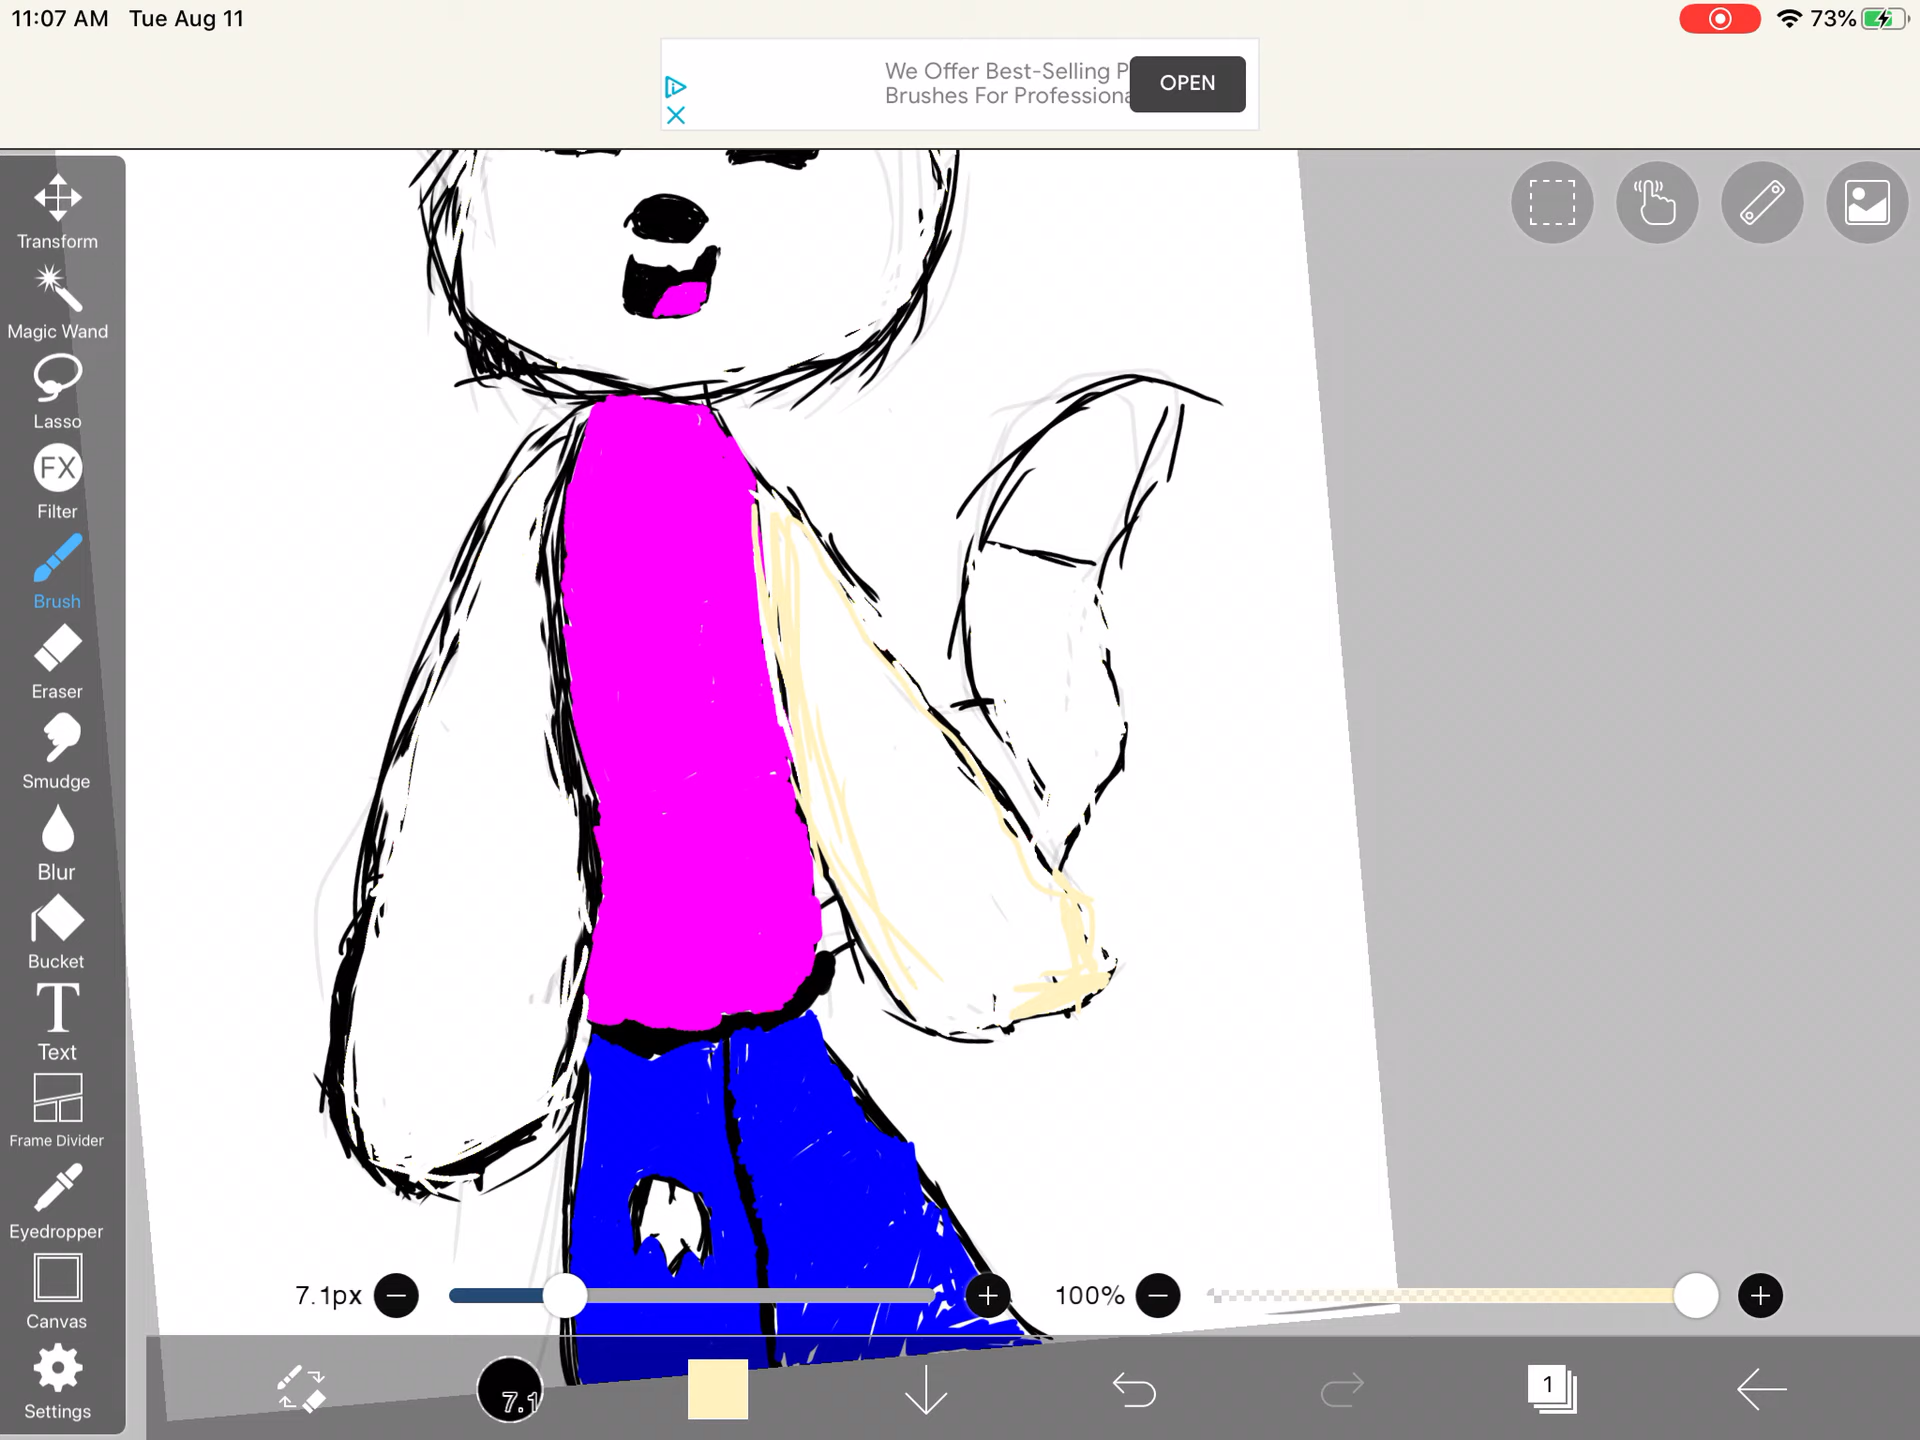 11:07 AM Tue Aug 11
73%
We Offer Best-Selling P
Brushes For Professiona
OPEN
Transform
Magic Wand
Lasso
FX
Filter
Brush
Eraser
Smudge
Blur
Bucket
T
Text
Frame Divider
Eyedropper
Canvas
Settings
7.1px
100%
7.1
1